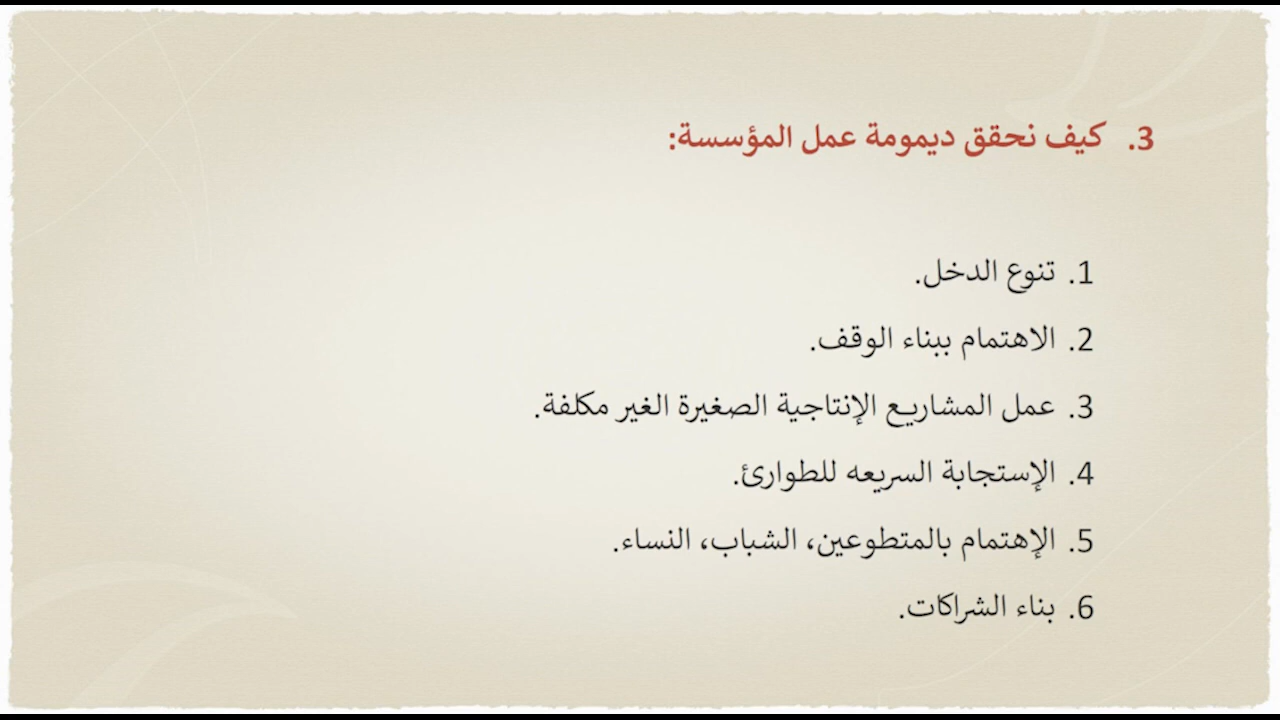 3. كيف نحقق ديمومة عمل المؤسسة:
1. تنوع الدخل.
2. الاهتمام ببناء الوقف.
3. عمل المشاريع الإنتاجية الصغيرة الغير مكلفة.
4. الإستجابة السريعه للطوارئ.
5. الإهتمام بالمتطوعين، الشباب، النساء.
6. بناء الشراكات.